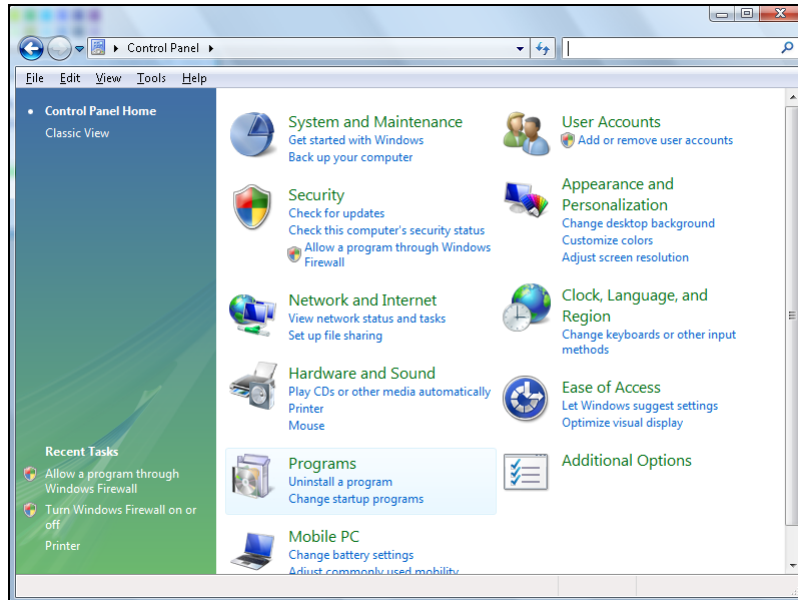 Control Panel
File Edit View Tools Help
Control Panel Home
Classic View
Recent Tasks
Allow a program through
Windows Firewall
Turn Windows Firewall on or
off
Printer
System and Maintenance
Get started with Windows
Back up your computer
Security
Check for updates
Check this computer's security status
Allow a program through Windows
Firewall
Network and Internet
View network status and tasks
Set up file sharing
Hardware and Sound
Play CDs or other media automatically
Printer
Mouse
Programs
Uninstall a program
Change startup programs
Mobile PC
Change battery settings
Adjust commonly used mobility
User Accounts
Add or remove user accounts
Appearance and
Personalization
Change desktop background
Customize colors
Adjust screen resolution
Clock, Language, and
Region
Change keyboards or other input
methods
Ease of Access
Let Windows suggest settings
Optimize visual display
Additional Options